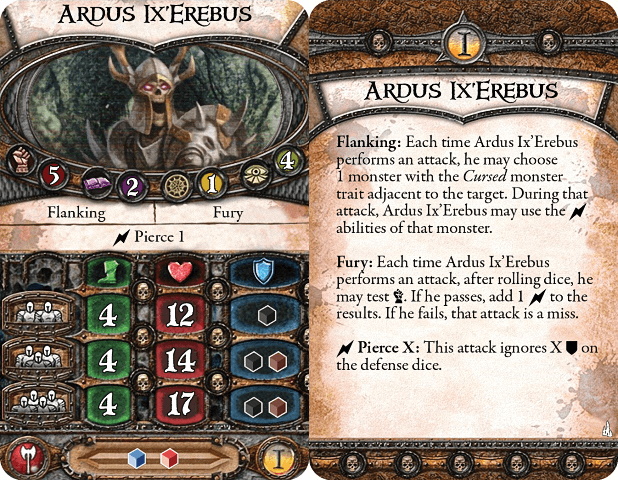 ARDUS IX'EREBUS
5
2
1
4
Flanking
Fury
Pierce 1
4
12
4
14
4
17
I
I
ARDUS IX'EREBUS
Flanking: Each time Ardus Ix'Erebus
performs an attack, he may choose
1 monster with the Cursed monster
trait adjacent to the target. During that
attack, Ardus Ix'Erebus may use the
abilities of that monster.
Fury: Each time Ardus Ix'Erebus
performs an attack, after rolling dice, he
may test . If he passes, add 1 to the
results. If he fails, that attack is a miss.
Pierce X: This attack ignores X on
the defense dice.